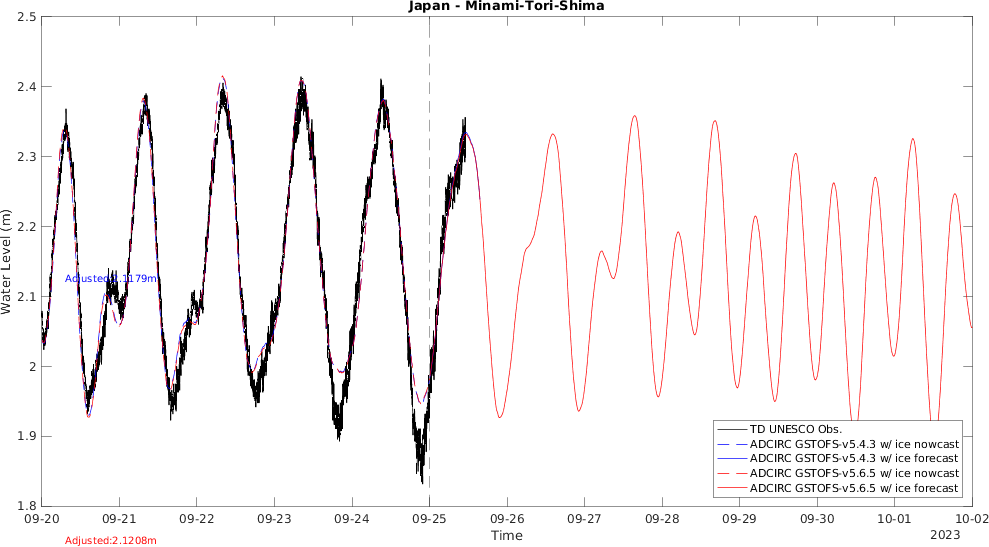 Japan - Minami-Tori-Shima
2.5
2.4
2.3
2.2
2.1
2
1.9
1.8
Water Level (m)
Adjusted:2.1179m
TD UNESCO Obs.
ADCIRC GSTOFS-v5.4.3 w/ ice nowcast
ADCIRC GSTOFS-v5.4.3 w/ ice forecast
ADCIRC GSTOFS-v5.6.5 w/ ice nowcast
ADCIRC GSTOFS-v5.6.5 w/ ice forecast
09-20 09-21 09-22 09-23 09-24 09-25 09-26 09-27 09-28 09-29 09-30 10-01 10-02
Time
2023
Adjusted:2.1208m